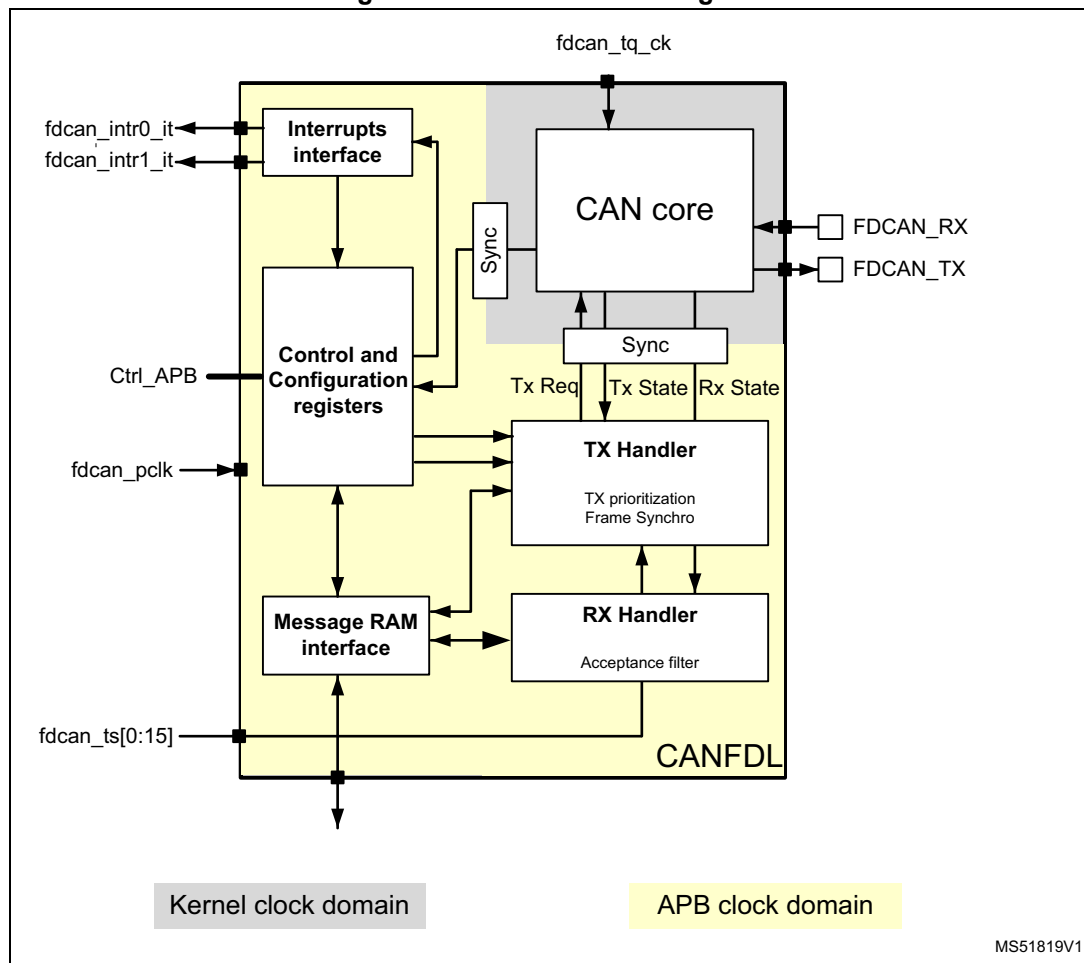 fdcan_tq_ck
fdcan_intr0_it
fdcan_intr1_it
Interrupts
interface
CAN core
Sync
FDCAN_RX
FDCAN_TX
Sync
Ctrl_APB
Control and
Configuration
registers
Tx Req
Tx State
Rx State
fdcan_pclk
TX Handler
TX prioritization
Frame Synchro
Message RAM
interface
RX Handler
Acceptance filter
fdcan_ts[0:15]
CANFDL
Kernel clock domain
APB clock domain
MS51819V1